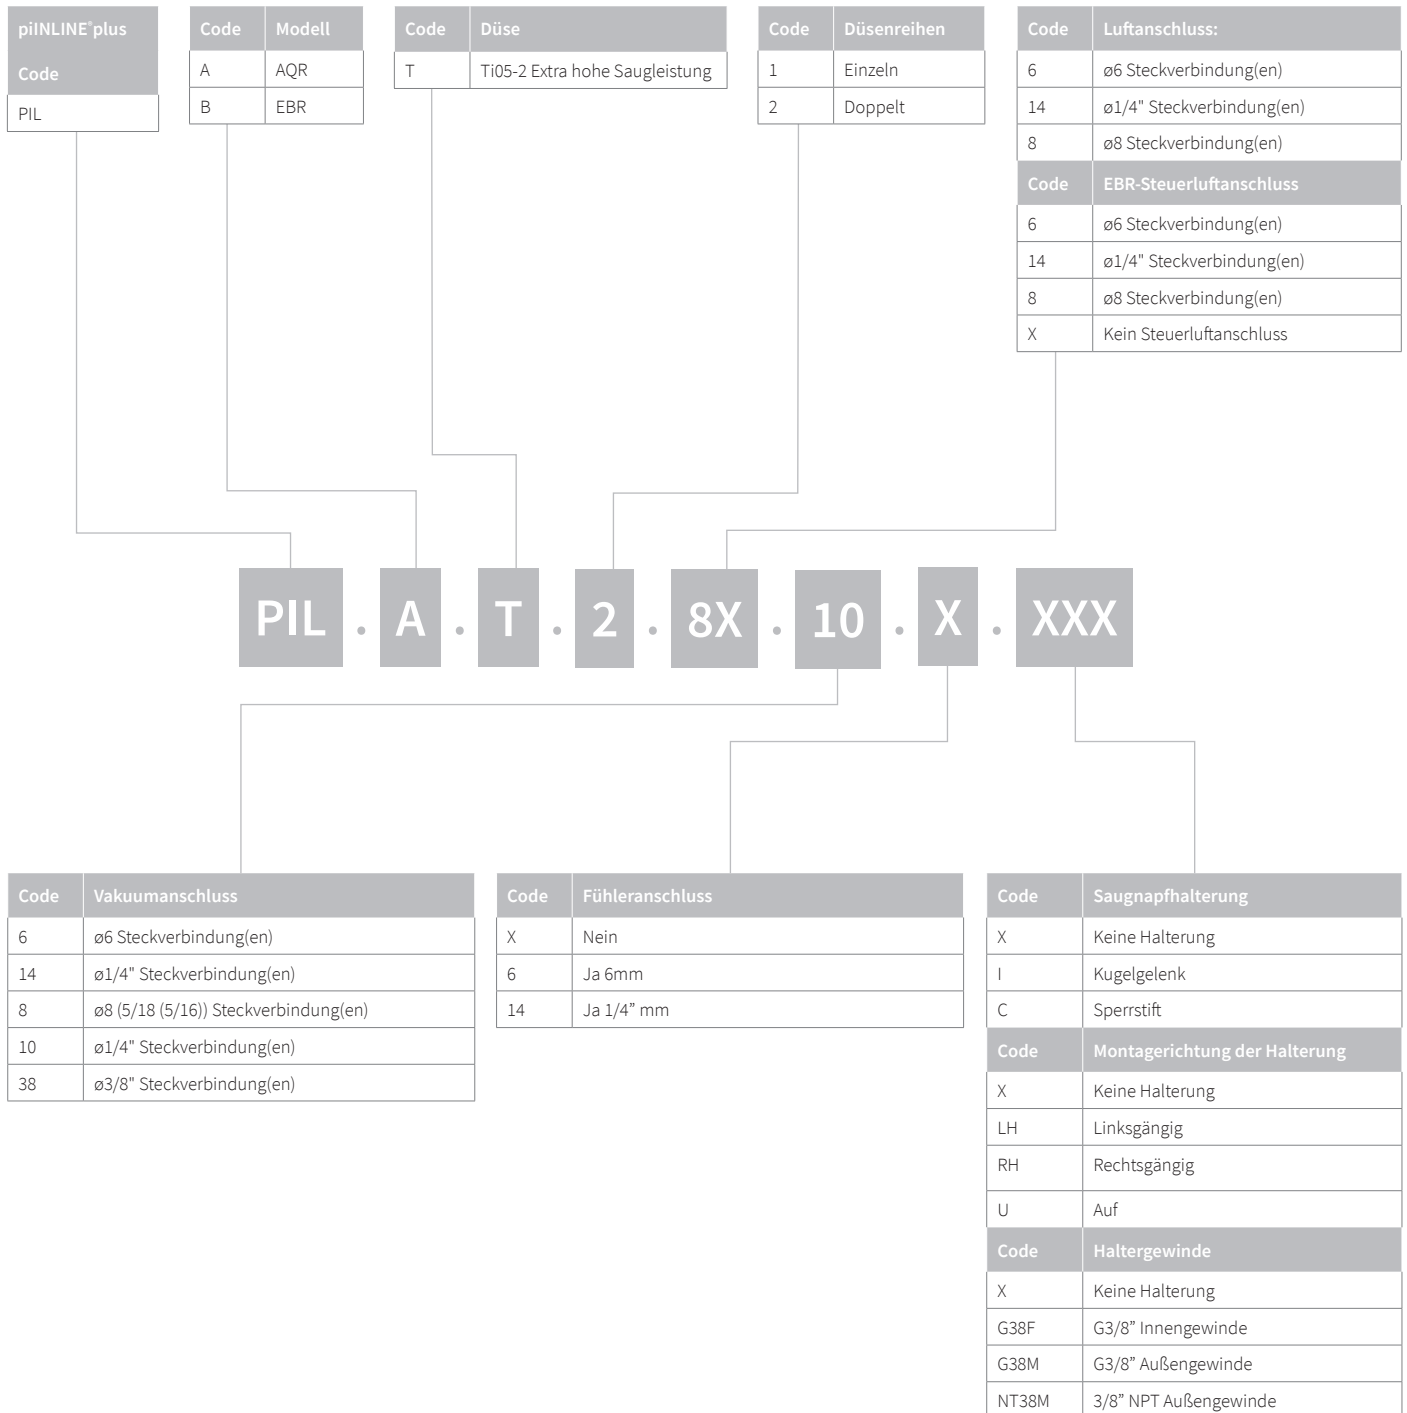 piINLINE®plus
Code
PIL
Code Modell
A AQR
B EBR
Code Düse
T Ti05-2 Extra hohe Saugleistung
Code Düsenreihen
1 Einzeln
2 Doppelt
Code Luftanschluss:
6 ø6 Steckverbindung(en)
14 ø1/4" Steckverbindung(en)
8 ø8 Steckverbindung(en)
Code EBR-Steuerluftanschluss
6 ø6 Steckverbindung(en)
14 ø1/4" Steckverbindung(en)
8 ø8 Steckverbindung(en)
X Kein Steuerluftanschluss
PIL . A . T . 2 . 8X . 10 . X . XXX
Code Vakuumanschluss
6 ø6 Steckverbindung(en)
14 ø1/4" Steckverbindung(en)
8 ø8 (5/18 (5/16)) Steckverbindung(en)
10 ø1/4" Steckverbindung(en)
38 ø3/8" Steckverbindung(en)
Code Fühleranschluss
X Nein
6 Ja 6mm
14 Ja 1/4” mm
Code Saugnapfhalterung
X Keine Halterung
I Kugelgelenk
C Sperrstift
Code Montagerichtung der Halterung
X Keine Halterung
LH Linksgängig
RH Rechtsgängig
U Auf
Code Haltergewinde
X Keine Halterung
G38F G3/8” Innengewinde
G38M G3/8” Außengewinde
NT38M 3/8” NPT Außengewinde